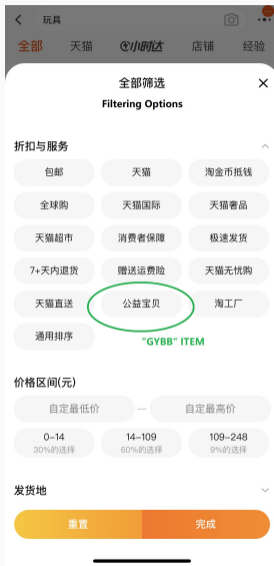 玩具
全部 天猫 小时达 店铺 经验
全部筛选
Filtering Options
折扣与服务
包邮 天猫 淘金币抵钱
全球购 天猫国际 天猫奢品
天猫超市 消费者保障 极速发货
7+天内退货 赠送运费险 天猫无忧购
天猫直送 公益宝贝 淘工厂
通用排序
"GYBB" ITEM
价格区间(元)
自定最低价 — 自定最高价
0-14 14-109 109-248
30%的选择 60%的选择 9%的选择
发货地
重置 完成